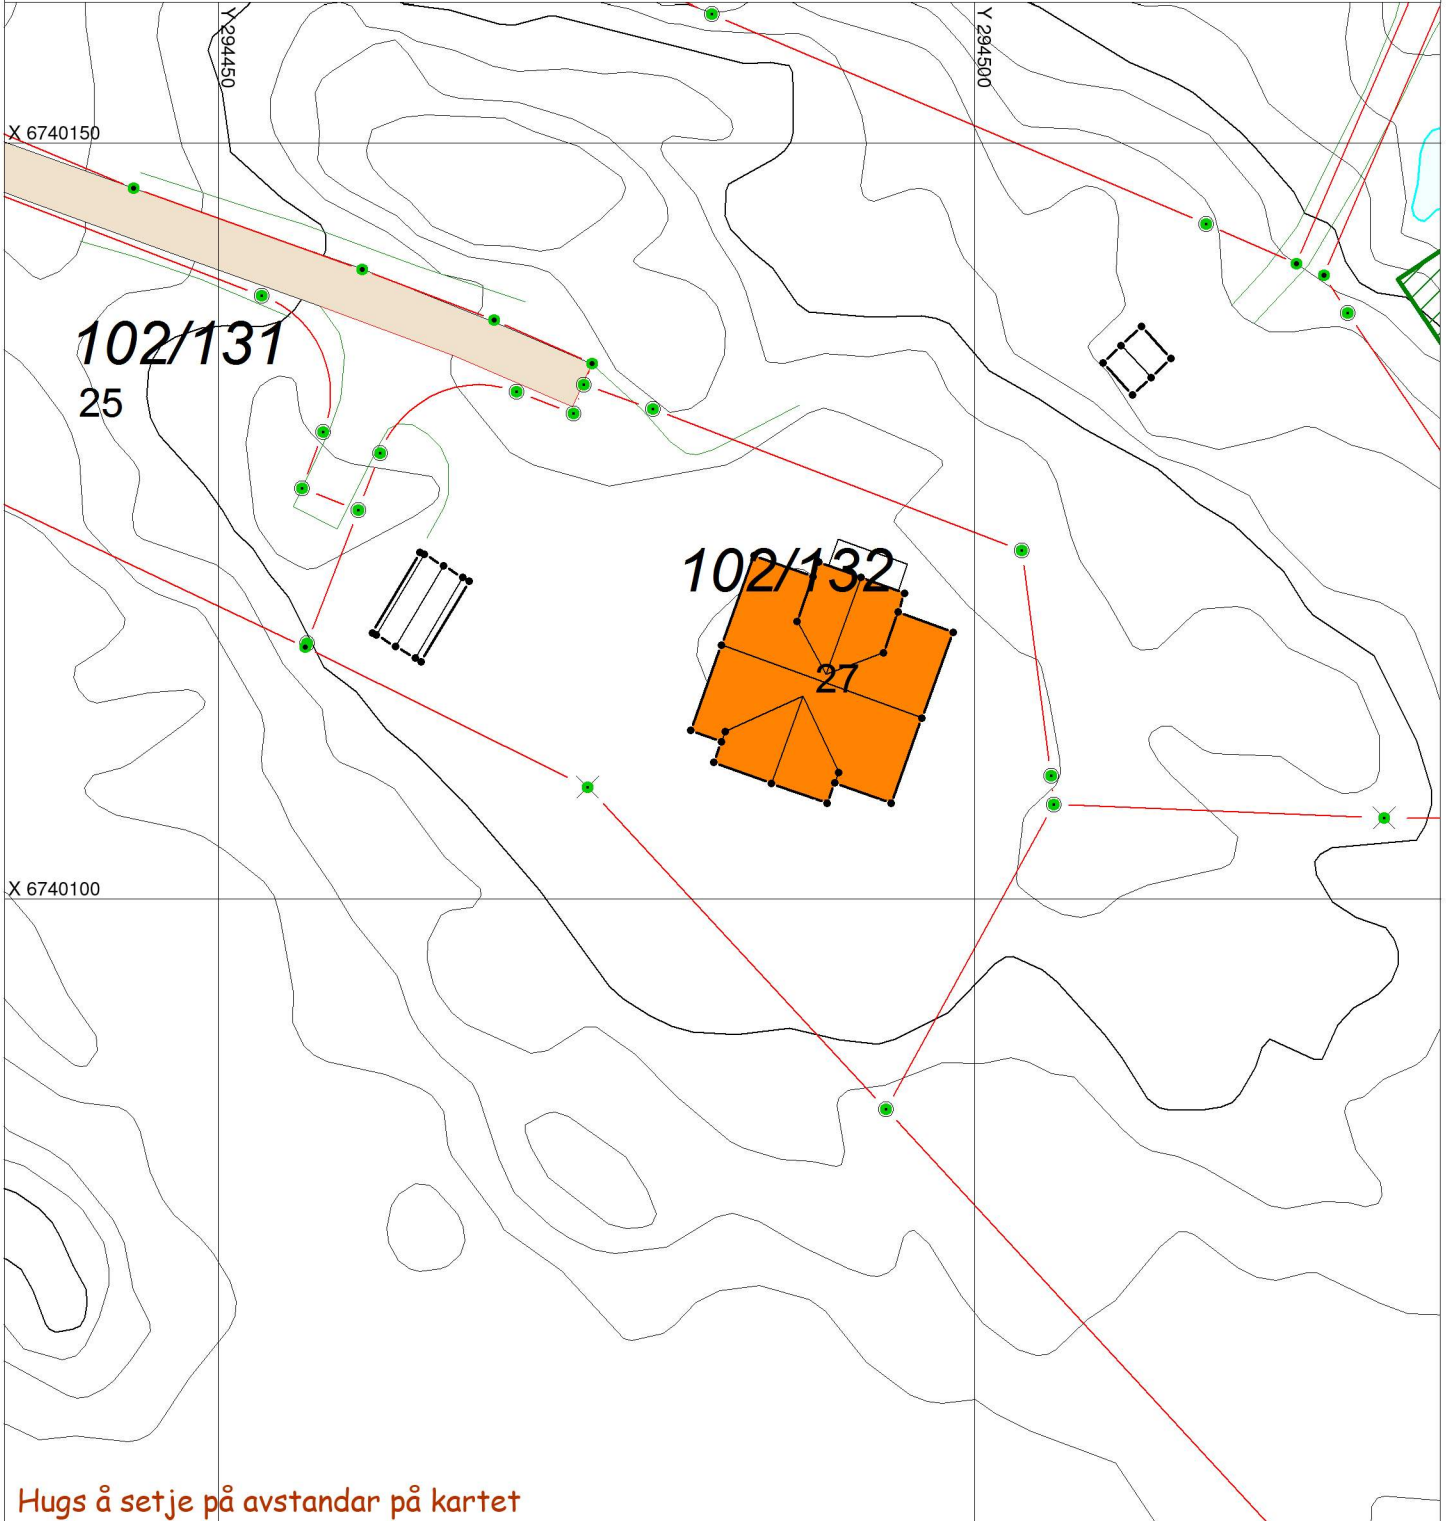 Y 294450
Y 294500
X 6740150
102/131
25
102/132
27
X 6740100
Hugs å setje på avstandar på kartet